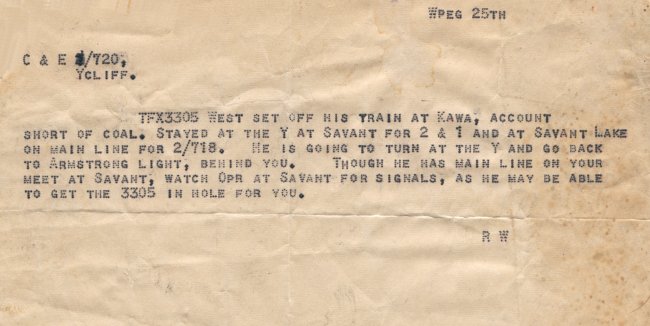 WPEG 25TH
C & E 1/720,
YCLIFF.
TFX3305 WEST SET OFF HIS TRAIN AT KAWA, ACCOUNT
SHORT OF COAL. STAYED AT THE Y AT SAVANT FOR 2 & 1 AND AT SAVANT LAKE
ON MAIN LINE FOR 2/718. HE IS GOING TO TURN AT THE Y AND GO BACK
TO ARMSTRONG LIGHT, BEHIND YOU. THOUGH HE HAS MAIN LINE ON YOUR
MEET AT SAVANT, WATCH OPR AT SAVANT FOR SIGNALS, AS HE MAY BE ABLE
TO GET THE 3305 IN HOLE FOR YOU.
R W